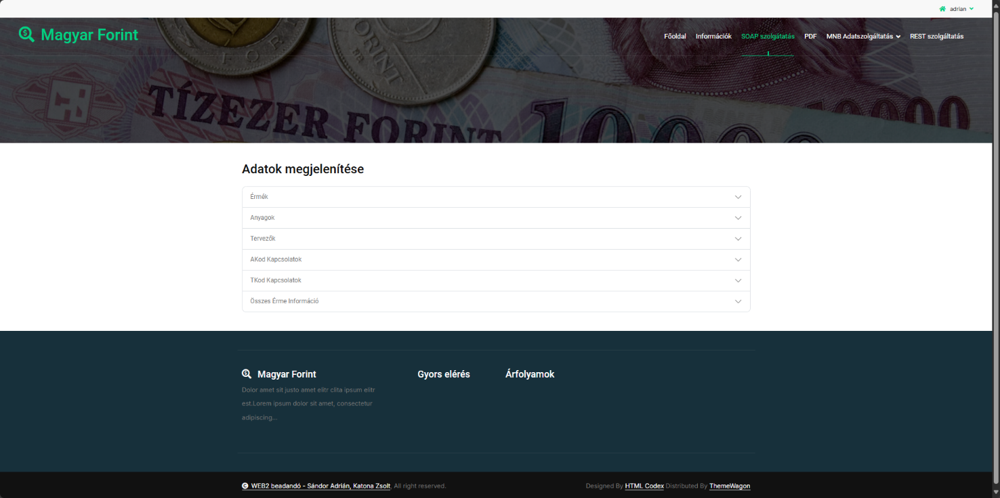 adrian
Magyar Forint
Főoldal Információk SOAP szolgátatás PDF MNB Adatszolgáltatás REST szolgáltatás
TÍZEZER FORINT
10000
FORINT
Adatok megjelenítése
Érmék
Anyagok
Tervezők
AKod Kapcsolatok
TKod Kapcsolatok
Összes Érme Információ
Magyar Forint Gyors elérés Árfolyamok
Dolor amet sit justo amet elitr clita ipsum elitr
est.Lorem ipsum dolor sit amet, consectetur
adipiscing...
WEB2 beadandó - Sándor Adrián, Katona Zsolt, All right reserved. Designed By HTML Codex Distributed By ThemeWagon